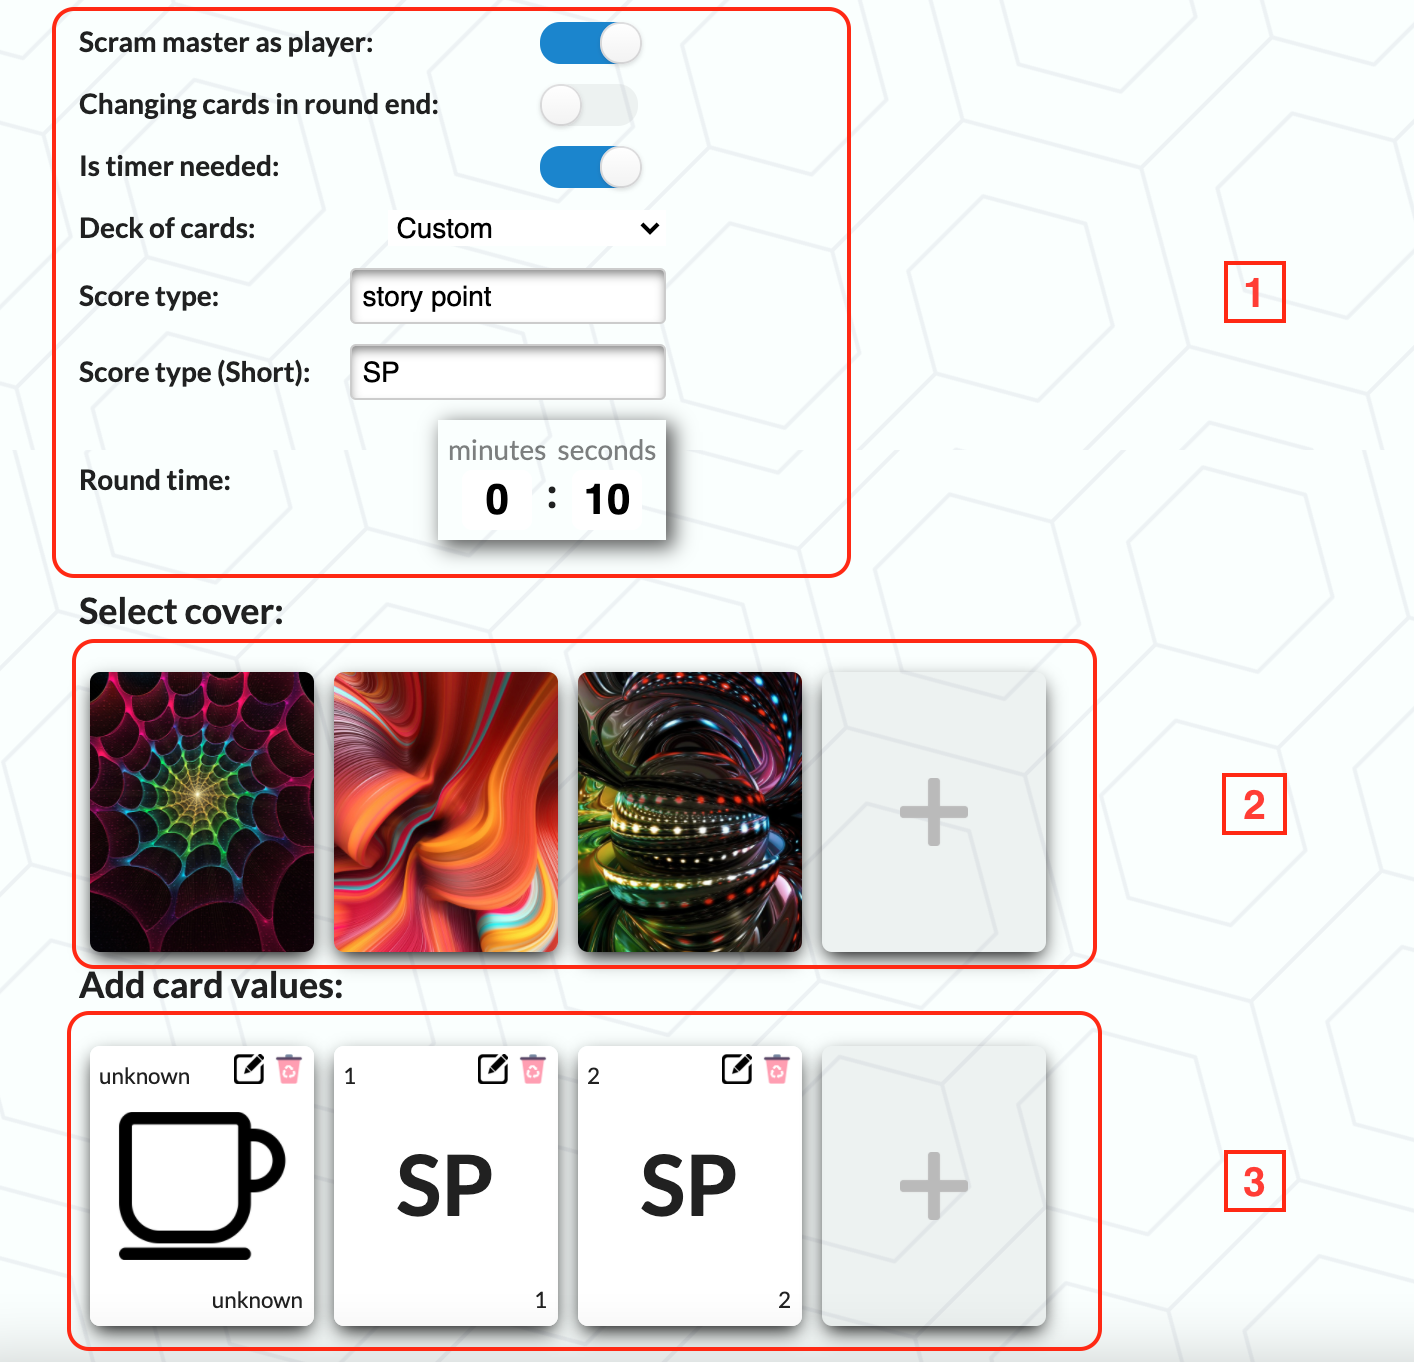 Scram master as player:
Changing cards in round end:
Is timer needed:
Deck of cards: Custom
Score type: story point
1
Score type (Short): SP
minutes seconds
Round time: 0 : 10
Select cover:
2
Add card values:
unknown 1 2
SP SP
3
unknown 1 2